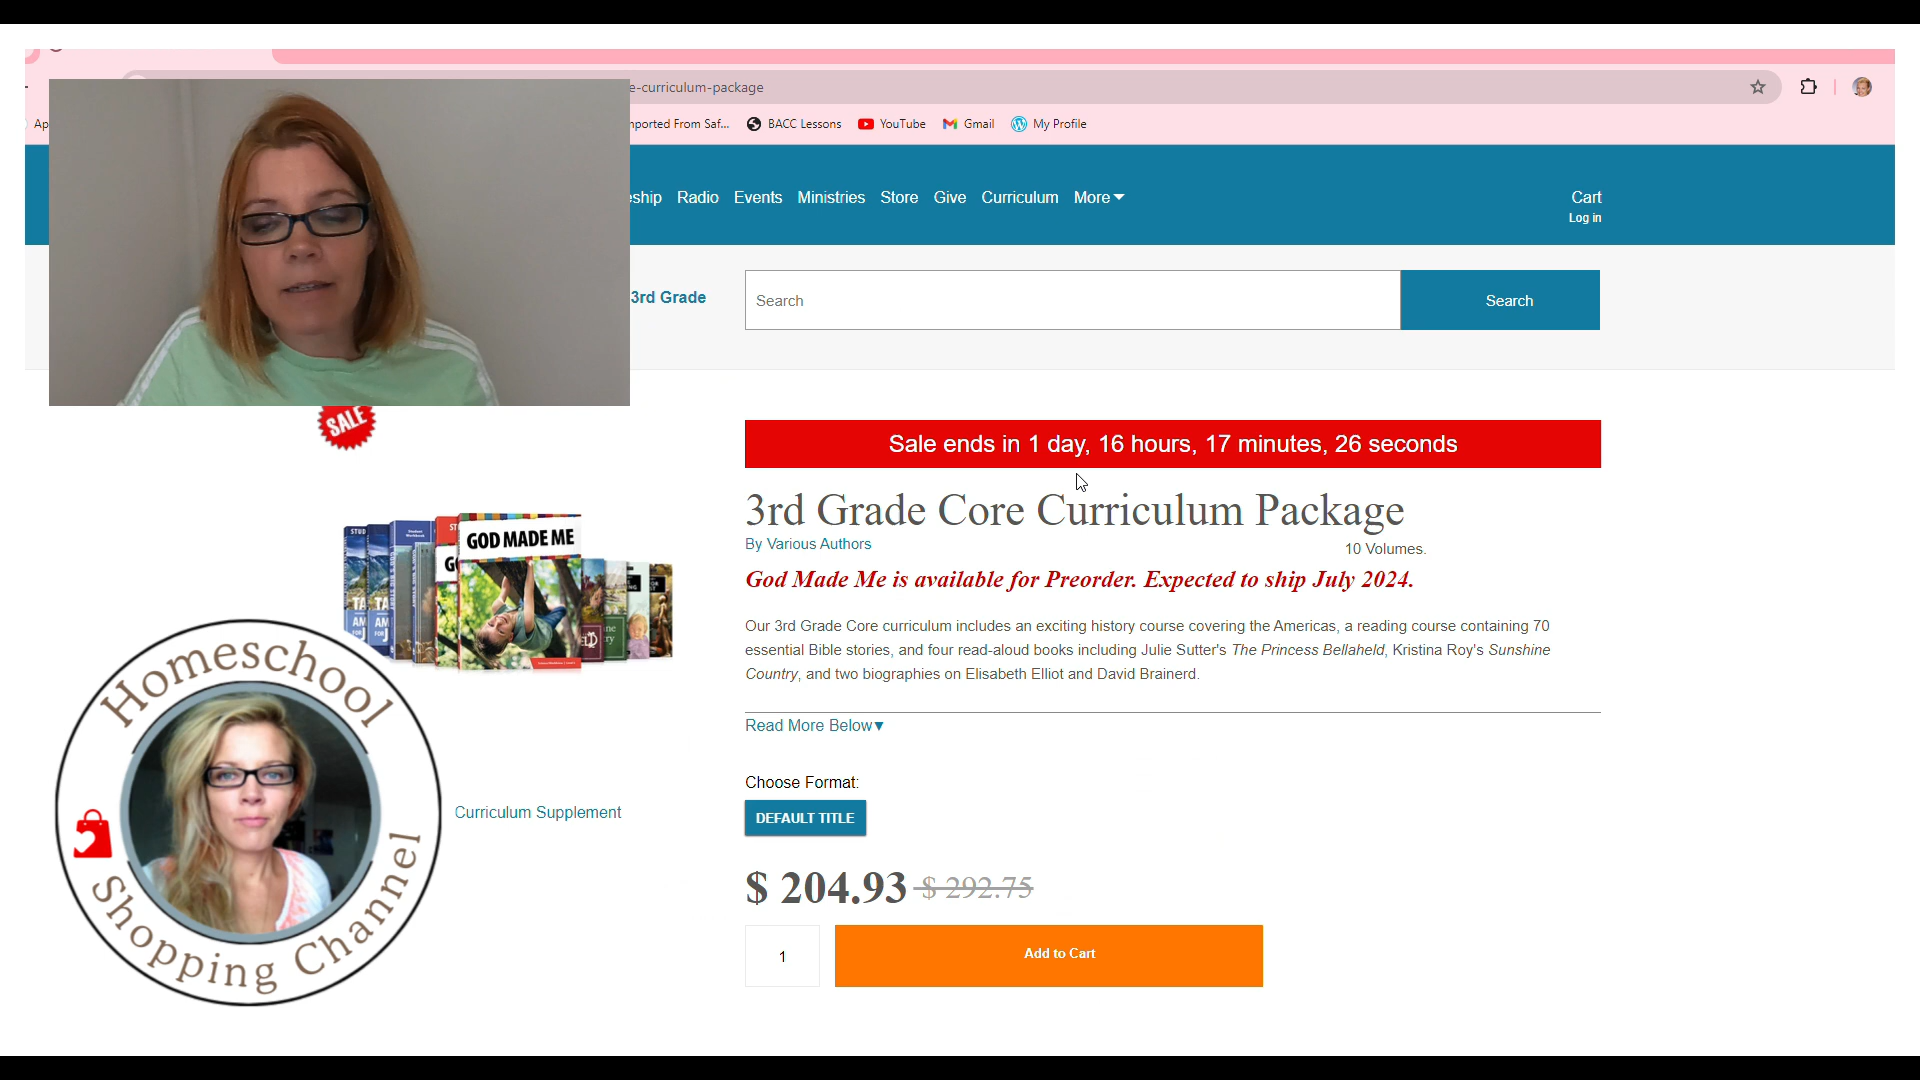 e-curriculum-package
Ap
nported From Saf...
BACC Lessons
YouTube
Gmail
My Profile
eship
Radio
Events
Ministries
Store
Give
Curriculum
More
Cart
Log in
3rd Grade
Search
Search
SALE
Sale ends in 1 day, 16 hours, 17 minutes, 26 seconds
3rd Grade Core Curriculum Package
By Various Authors
10 Volumes.
God Made Me is available for Preorder. Expected to ship July 2024.
GOD MADE ME
Our 3rd Grade Core curriculum includes an exciting history course covering the Americas, a reading course containing 70
essential Bible stories, and four read-aloud books including Julie Sutter's The Princess Bellaheld, Kristina Roy's Sunshine
Country, and two biographies on Elisabeth Elliot and David Brainerd.
Read More Below▼
Choose Format:
DEFAULT TITLE
Homeschool
Shopping Channel
Curriculum Supplement
$ 204.93 $ 292.75
1
Add to Cart